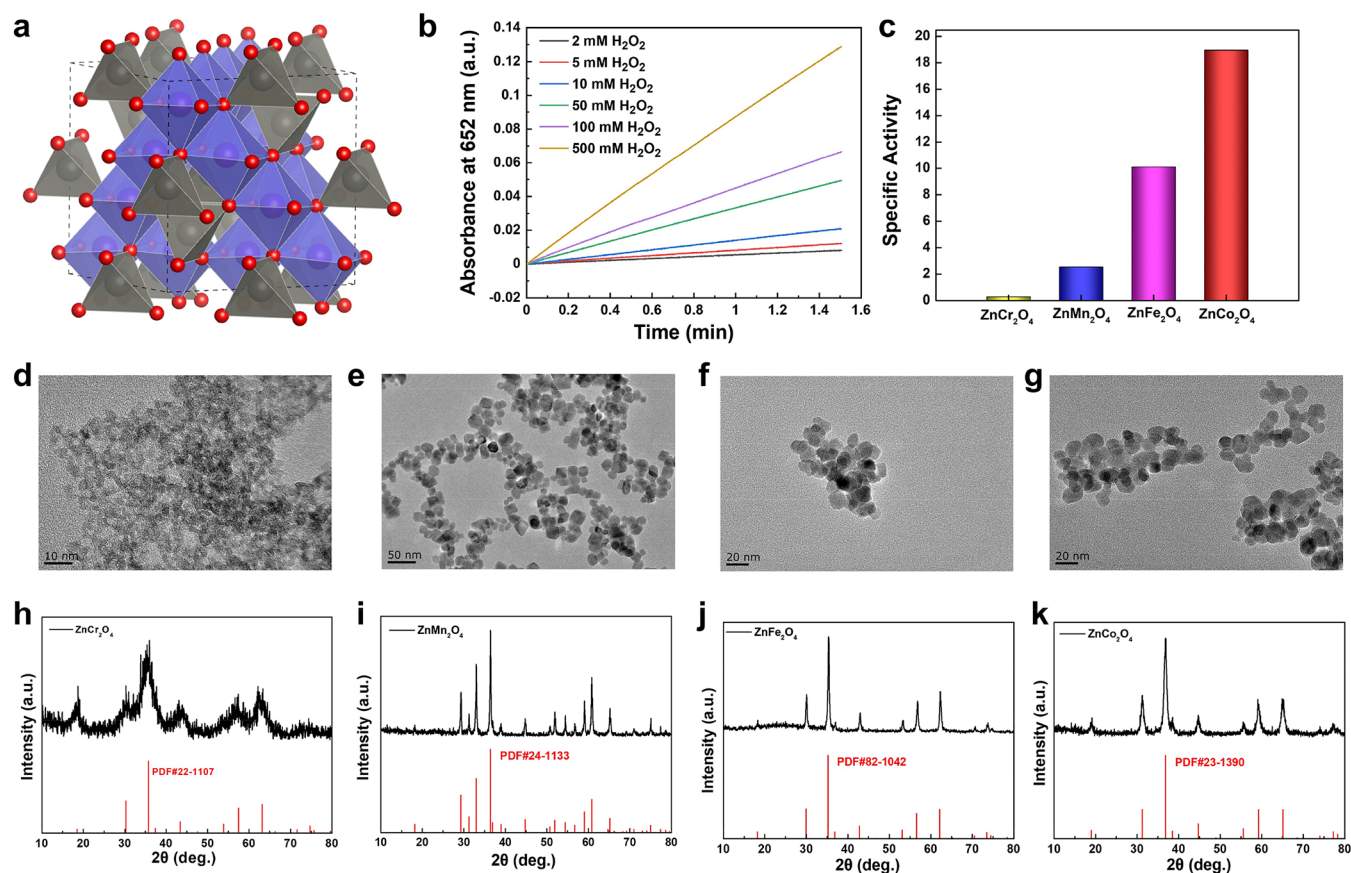 a
b
Absorbance at 652 nm (a.u.)
0.14
0.12
0.10
0.08
0.06
0.04
0.02
0
-0.02
2 mM H₂O₂
5 mM H₂O₂
10 mM H₂O₂
50 mM H₂O₂
100 mM H₂O₂
500 mM H₂O₂
0.0 0.2 0.4 0.6 0.8 1 1.2 1.4 1.6
Time (min)
c
Specific Activity
20
18
16
14
12
10
8
6
4
2
0
ZnCr₂O₄ ZnMn₂O₄ ZnFe₂O₄ ZnCo₂O₄
d
10 nm
e
50 nm
f
20 nm
g
20 nm
h
Intensity (a.u.)
ZnCr₂O₄
PDF#22-1107
10 20 30 40 50 60 70 80
2θ (deg.)
i
Intensity (a.u.)
ZnMn₂O₄
PDF#24-1133
10 20 30 40 50 60 70 80
2θ (deg.)
j
Intensity (a.u.)
ZnFe₂O₄
PDF#82-1042
10 20 30 40 50 60 70 80
2θ (deg.)
k
Intensity (a.u.)
ZnCo₂O₄
PDF#23-1390
10 20 30 40 50 60 70 80
2θ (deg.)